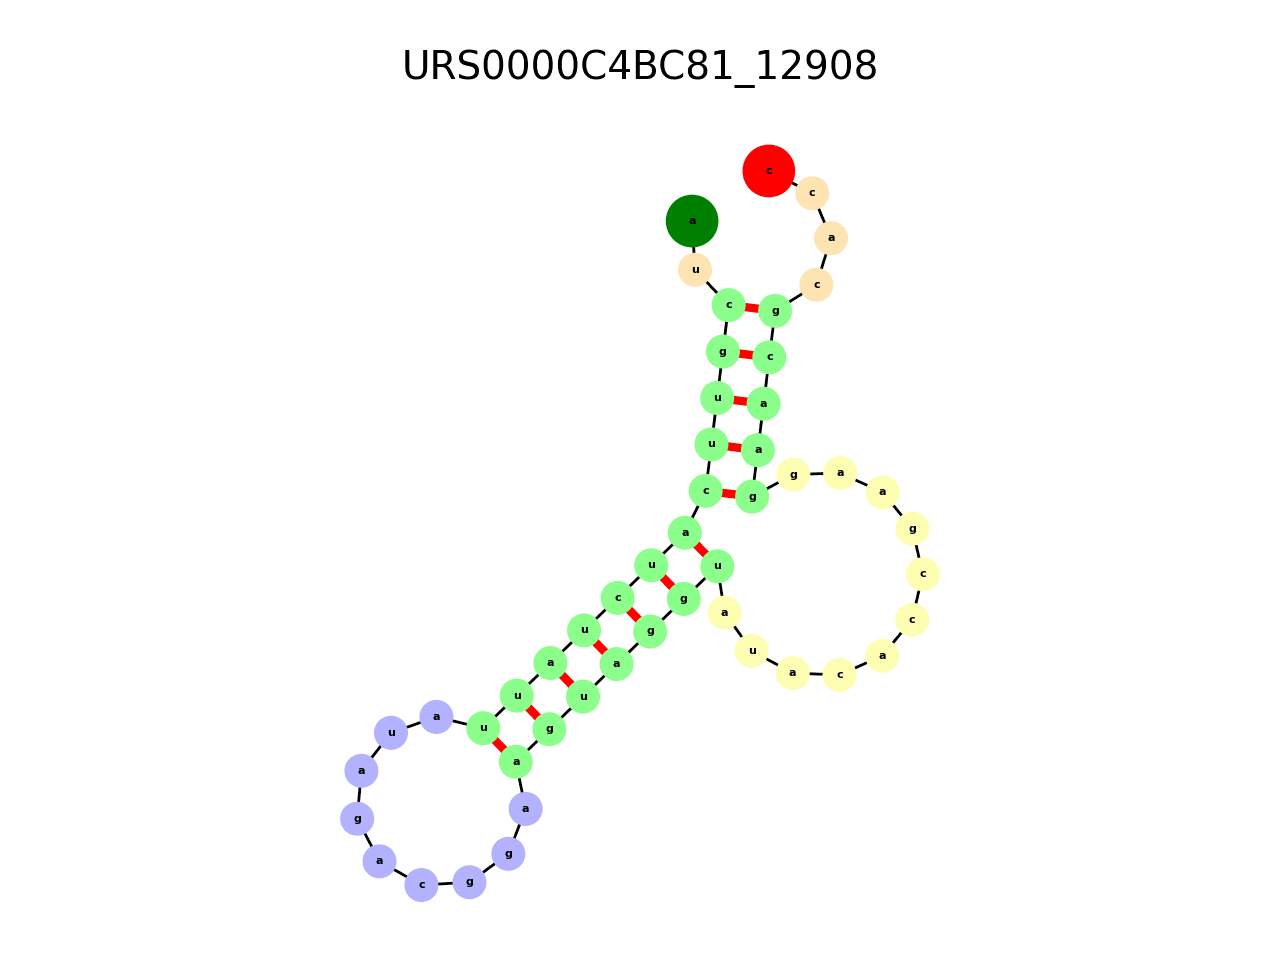 URS0000C4BC81_12908
c
c
a
a
u
c
c g
g c
u a
u a
g a
c g a
a g
u u c
c g
a c
u g
u a
a a a c
u u
a
u u g
a a
g a
a g
c g